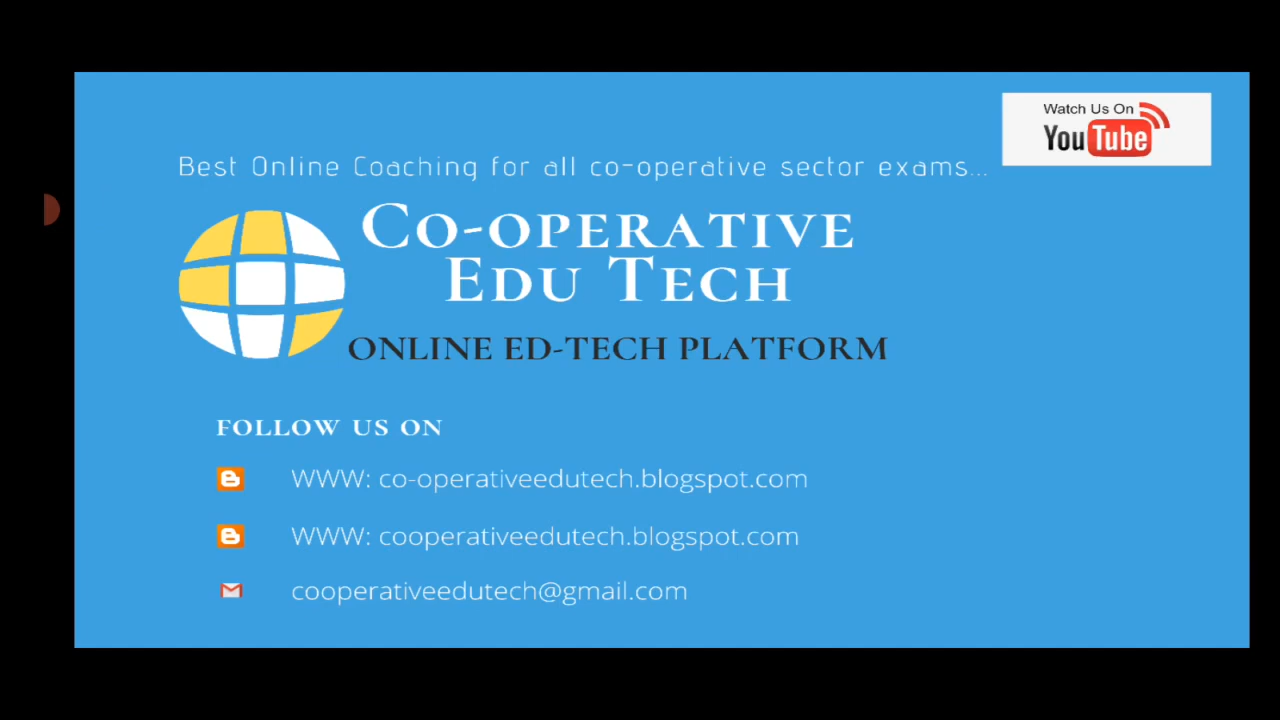 Watch Us On
YouTube
Best Online Coaching for all co-operative sector exams...
Co-operative
Edu Tech
ONLINE ED-TECH PLATFORM
FOLLOW US ON
WWW: co-operativeedutech.blogspot.com
WWW: cooperativeedutech.blogspot.com
cooperativeedutech@gmail.com